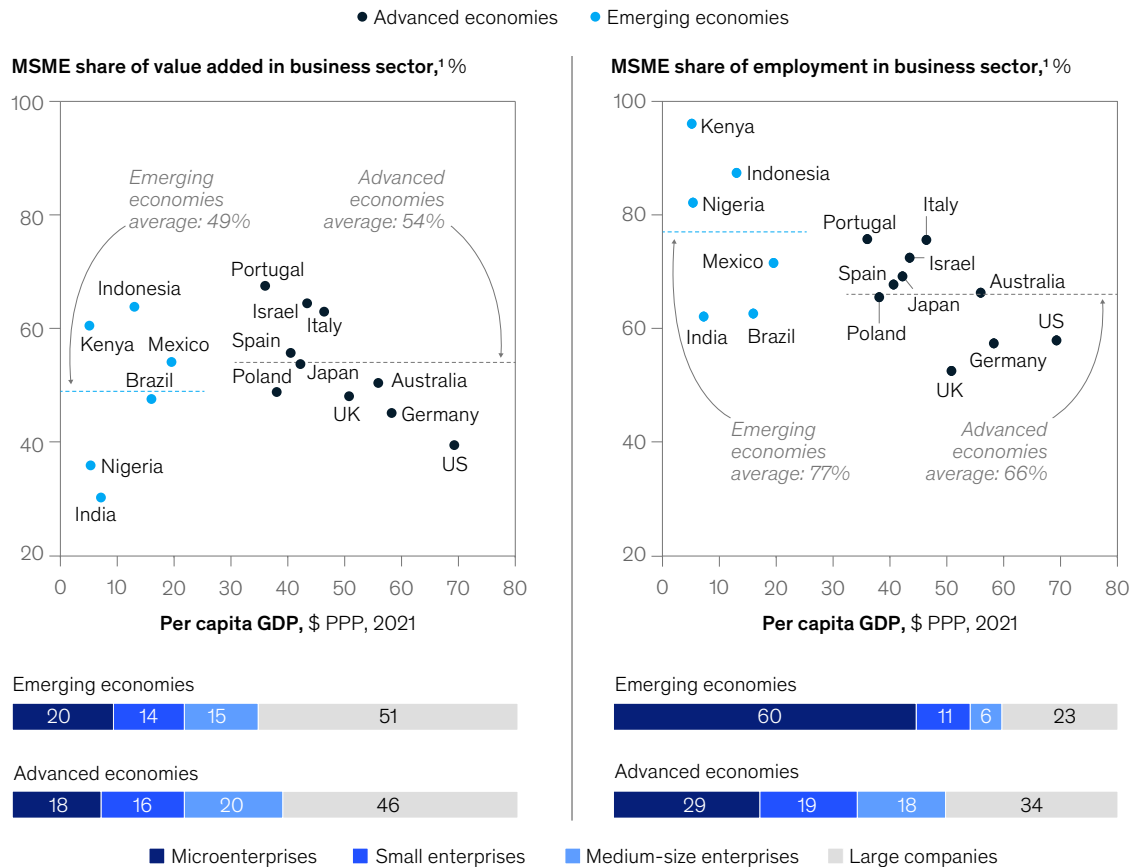 Advanced economies Emerging economies
MSME share of value added in business sector,¹ %
100
80
60
40
20
0 10 20 30 40 50 60 70 80
Emerging
economies
average: 49%
Advanced
economies
average: 54%
Portugal
Indonesia
Israel
Italy
Kenya
Mexico
Spain
Brazil
Poland
Japan
Australia
UK
Germany
US
Nigeria
India
Per capita GDP, $ PPP, 2021
MSME share of employment in business sector,¹ %
100
80
60
40
20
0 10 20 30 40 50 60 70 80
Kenya
Indonesia
Nigeria
Portugal
Italy
Mexico
Spain
Israel
Australia
Japan
India
Brazil
Poland
US
Germany
UK
Emerging
economies
average: 77%
Advanced
economies
average: 66%
Per capita GDP, $ PPP, 2021
Emerging economies
20 14 15 51
Advanced economies
18 16 20 46
Emerging economies
60 11 6 23
Advanced economies
29 19 18 34
Microenterprises Small enterprises Medium-size enterprises Large companies